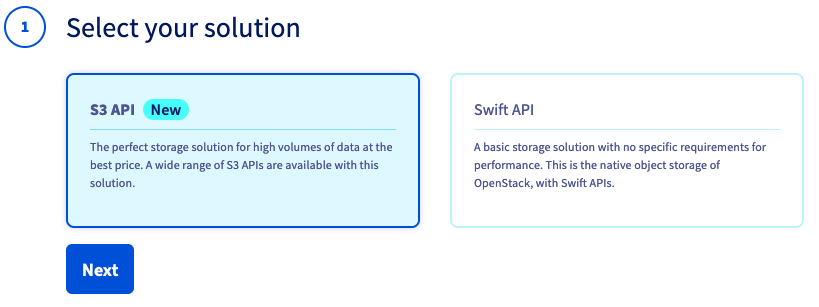 1
Select your solution
S3 API New
The perfect storage solution for high volumes of data at the
best price. A wide range of S3 APIs are available with this
solution.
Swift API
A basic storage solution with no specific requirements for
performance. This is the native object storage of
OpenStack, with Swift APIs.
Next